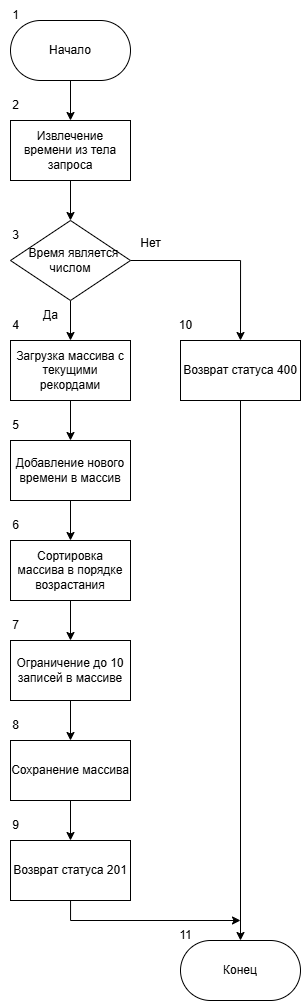 1
Начало
2
Извлечение
времени из тела
запроса
3
Время является
числом
Нет
Да
4
Загрузка массива с
текущими
рекордами
10
Возврат статуса 400
5
Добавление нового
времени в массив
6
Сортировка
массива в порядке
возрастания
7
Ограничение до 10
записей в массиве
8
Сохранение массива
9
Возврат статуса 201
11
Конец